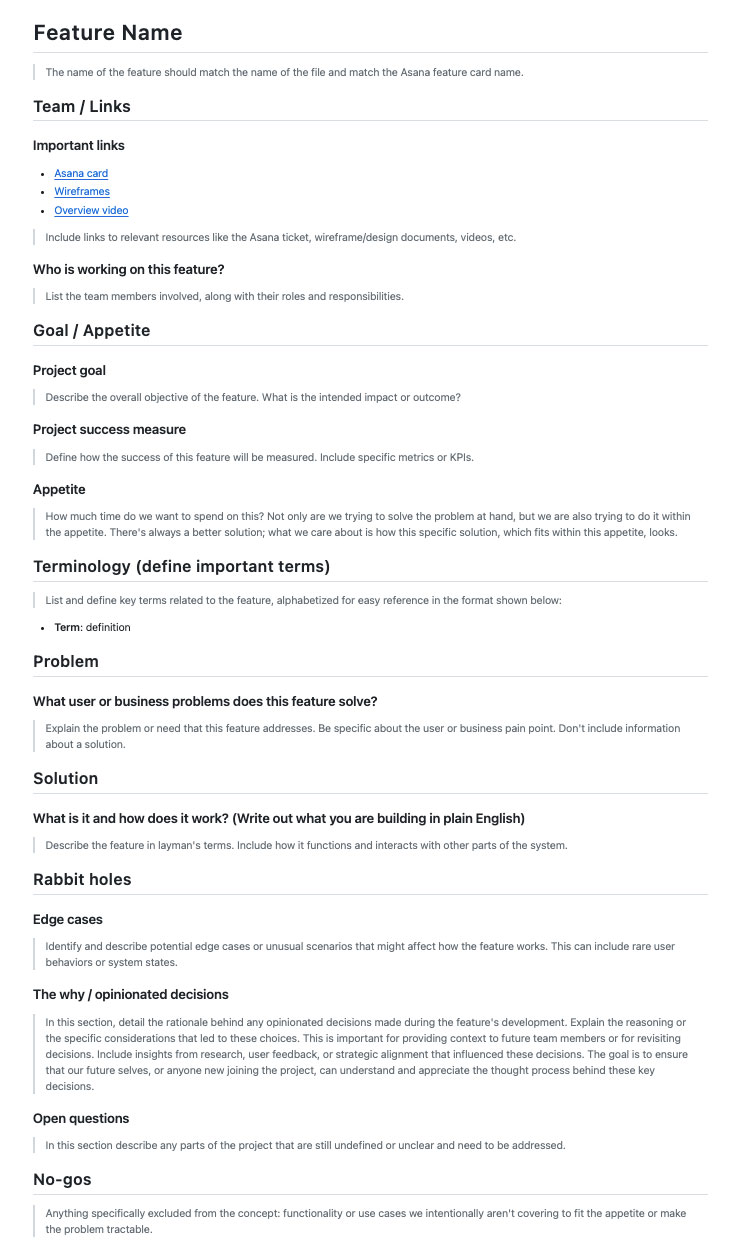 Feature Name
The name of the feature should match the name of the file and match the Asana feature card name.
Team / Links
Important links
Asana card
Wireframes
Overview video
Include links to relevant resources like the Asana ticket, wireframe/design documents, videos, etc.
Who is working on this feature?
List the team members involved, along with their roles and responsibilities.
Goal / Appetite
Project goal
Describe the overall objective of the feature. What is the intended impact or outcome?
Project success measure
Define how the success of this feature will be measured. Include specific metrics or KPIs.
Appetite
How much time do we want to spend on this? Not only are we trying to solve the problem at hand, but we are also trying to do it within
the appetite. There's always a better solution; what we care about is how this specific solution, which fits within this appetite, looks.
Terminology (define important terms)
List and define key terms related to the feature, alphabetized for easy reference in the format shown below:
Term: definition
Problem
What user or business problems does this feature solve?
Explain the problem or need that this feature addresses. Be specific about the user or business pain point. Don't include information
about a solution.
Solution
What is it and how does it work? (Write out what you are building in plain English)
Describe the feature in layman's terms. Include how it functions and interacts with other parts of the system.
Rabbit holes
Edge cases
Identify and describe potential edge cases or unusual scenarios that might affect how the feature works. This can include rare user
behaviors or system states.
The why / opinionated decisions
In this section, detail the rationale behind any opinionated decisions made during the feature's development. Explain the reasoning or
the specific considerations that led to these choices. This is important for providing context to future team members or for revisiting
decisions. Include insights from research, user feedback, or strategic alignment that influenced these decisions. The goal is to ensure
that our future selves, or anyone new joining the project, can understand and appreciate the thought process behind these key
decisions.
Open questions
In this section describe any parts of the project that are still undefined or unclear and need to be addressed.
No-gos
Anything specifically excluded from the concept: functionality or use cases we intentionally aren't covering to fit the appetite or make
the problem tractable.